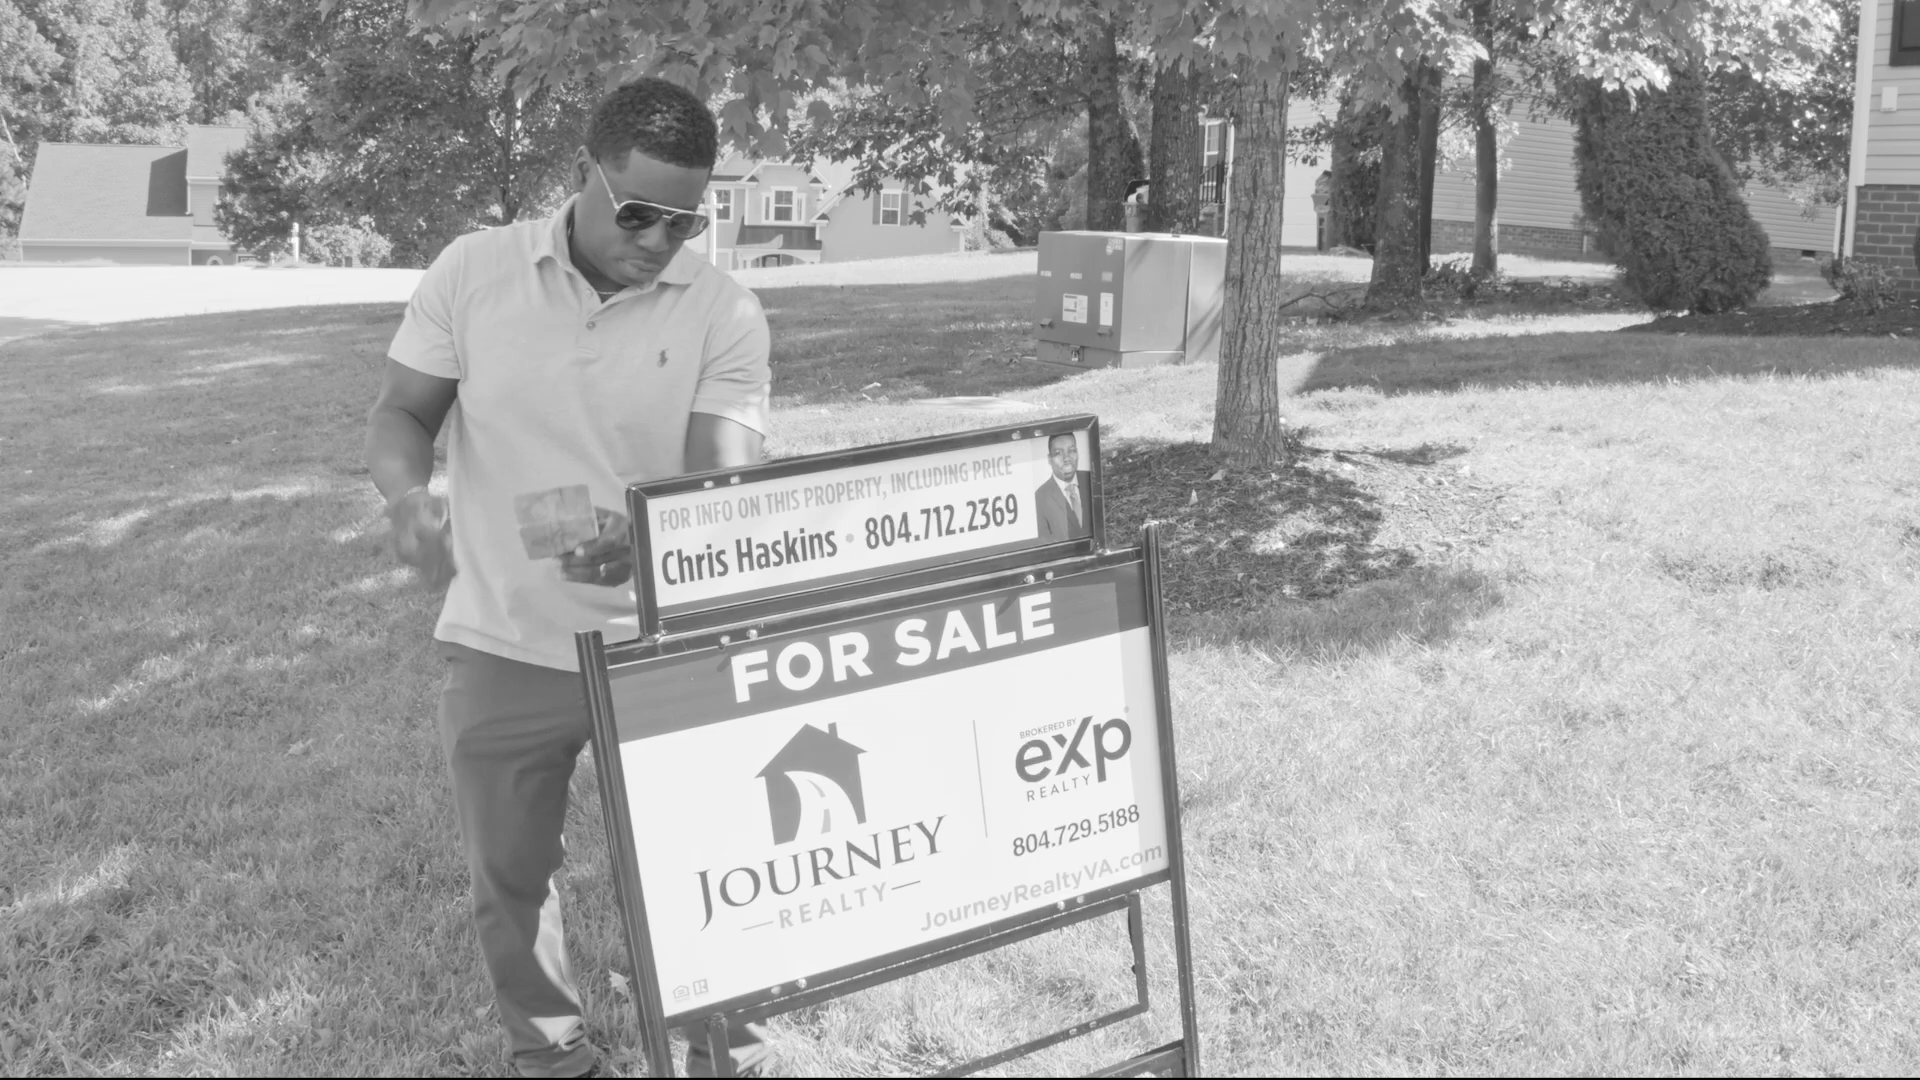 FOR INFO ON THIS PROPERTY, INCLUDING PRICE
Chris Haskins • 804.712.2369
FOR SALE
BROKERED BY
eXp
REALTY
804.729.5188
JOURNEY
REALTY
JourneyRealtyVA.com